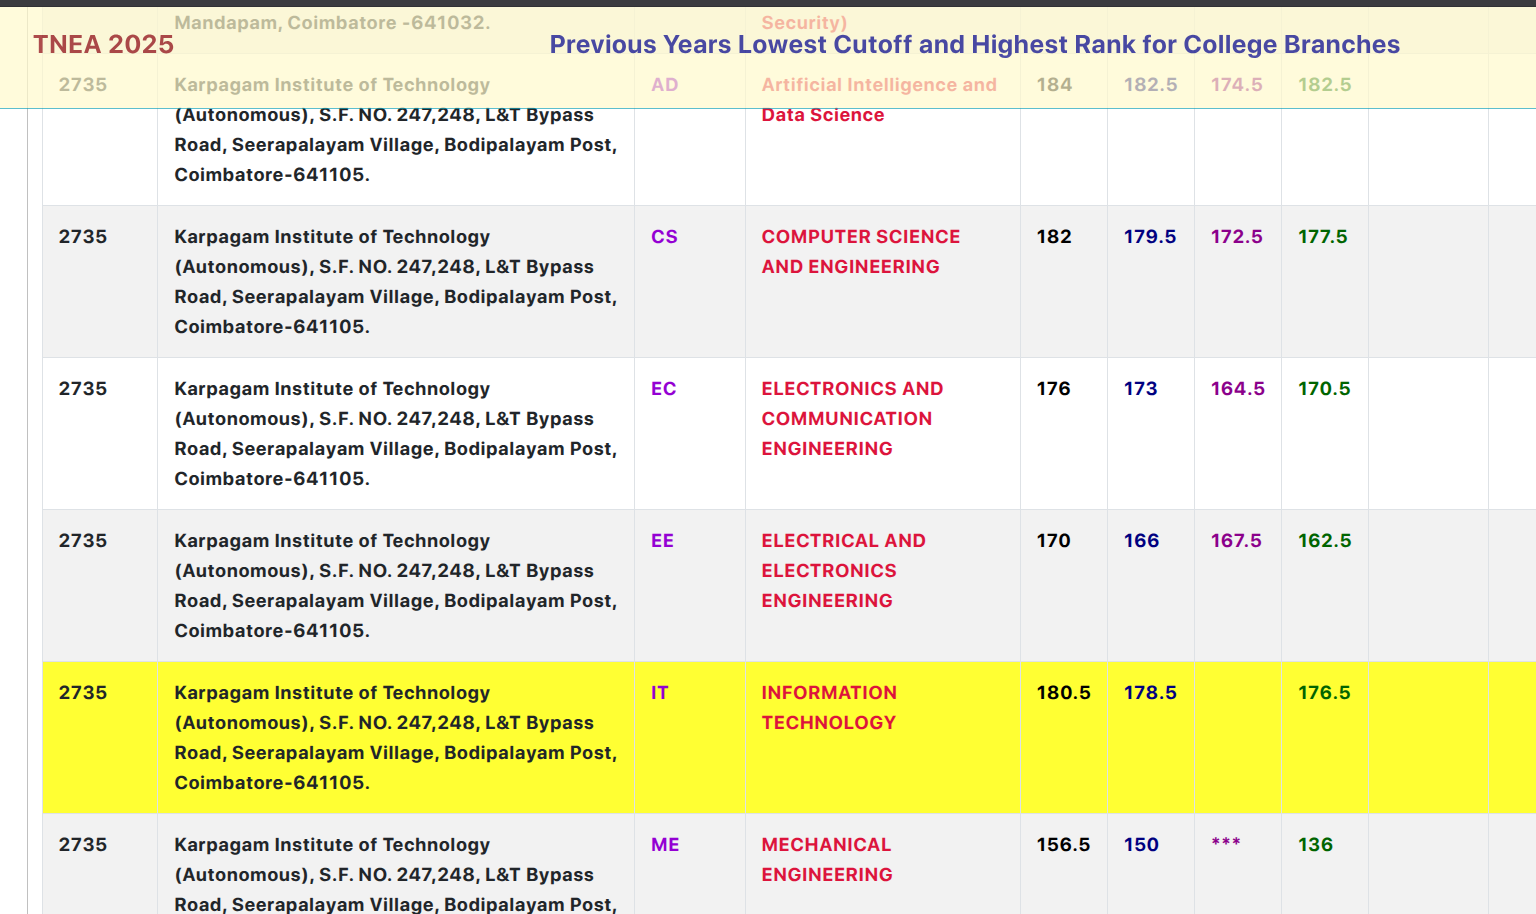 Mandapam, Coimbatore -641032.
Security)
TNEA 2025
Previous Years Lowest Cutoff and Highest Rank for College Branches
2735 Karpagam Institute of Technology AD Artificial Intelligence and 184 182.5 174.5 182.5
(Autonomous), S.F. NO. 247,248, L&T Bypass Data Science
Road, Seerapalayam Village, Bodipalayam Post,
Coimbatore-641105.
2735 Karpagam Institute of Technology CS COMPUTER SCIENCE 182 179.5 172.5 177.5
(Autonomous), S.F. NO. 247,248, L&T Bypass AND ENGINEERING
Road, Seerapalayam Village, Bodipalayam Post,
Coimbatore-641105.
2735 Karpagam Institute of Technology EC ELECTRONICS AND 176 173 164.5 170.5
(Autonomous), S.F. NO. 247,248, L&T Bypass COMMUNICATION
Road, Seerapalayam Village, Bodipalayam Post, ENGINEERING
Coimbatore-641105.
2735 Karpagam Institute of Technology EE ELECTRICAL AND 170 166 167.5 162.5
(Autonomous), S.F. NO. 247,248, L&T Bypass ELECTRONICS
Road, Seerapalayam Village, Bodipalayam Post, ENGINEERING
Coimbatore-641105.
2735 Karpagam Institute of Technology IT INFORMATION 180.5 178.5 176.5
(Autonomous), S.F. NO. 247,248, L&T Bypass TECHNOLOGY
Road, Seerapalayam Village, Bodipalayam Post,
Coimbatore-641105.
2735 Karpagam Institute of Technology ME MECHANICAL 156.5 150 *** 136
(Autonomous), S.F. NO. 247,248, L&T Bypass ENGINEERING
Road, Seerapalayam Village, Bodipalayam Post,